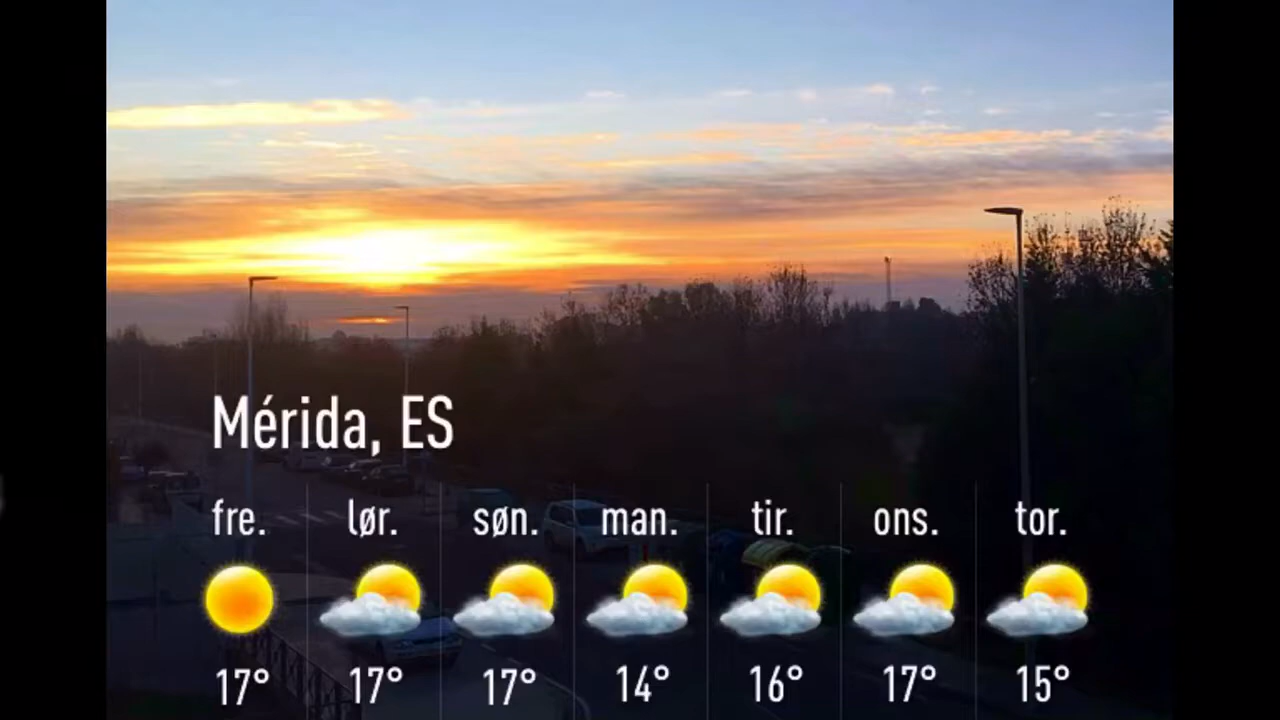 Mérida, ES
fre. lør. søn. man. tir. ons. tor.
17° 17° 17° 14° 16° 17° 15°